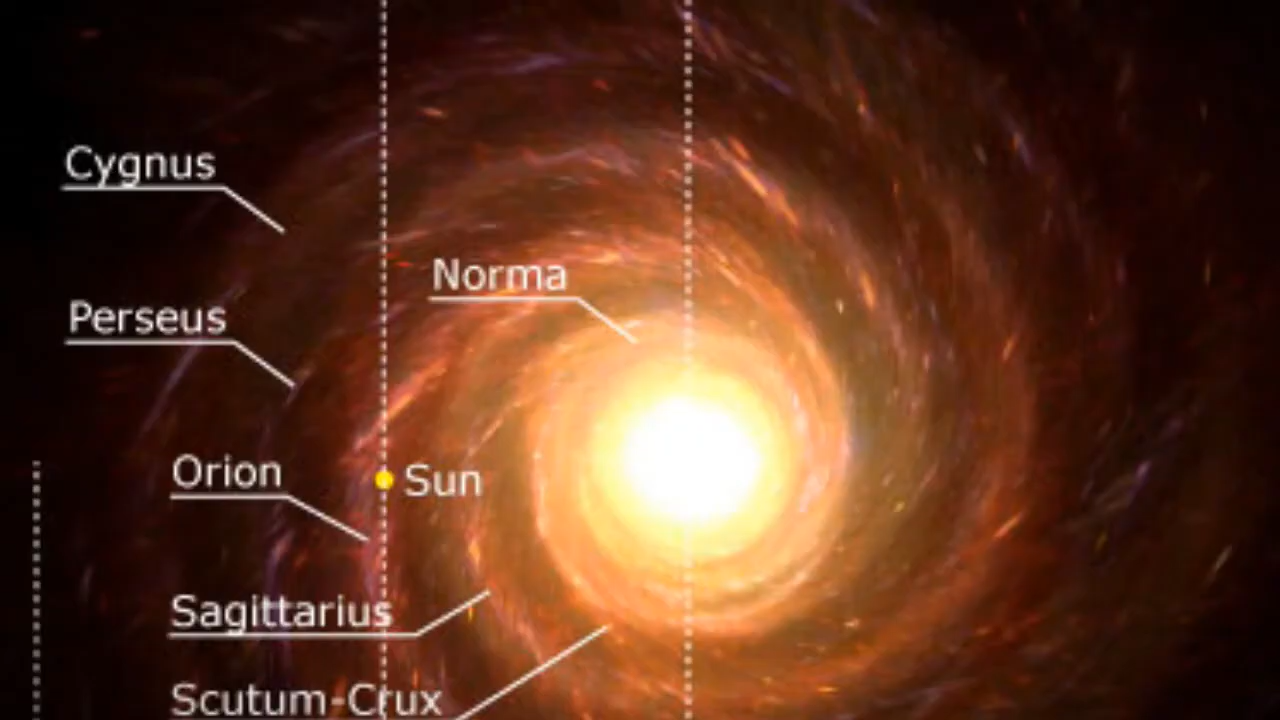 Cygnus
Norma
Perseus
Orion
Sun
Sagittarius
Scutum-Crux